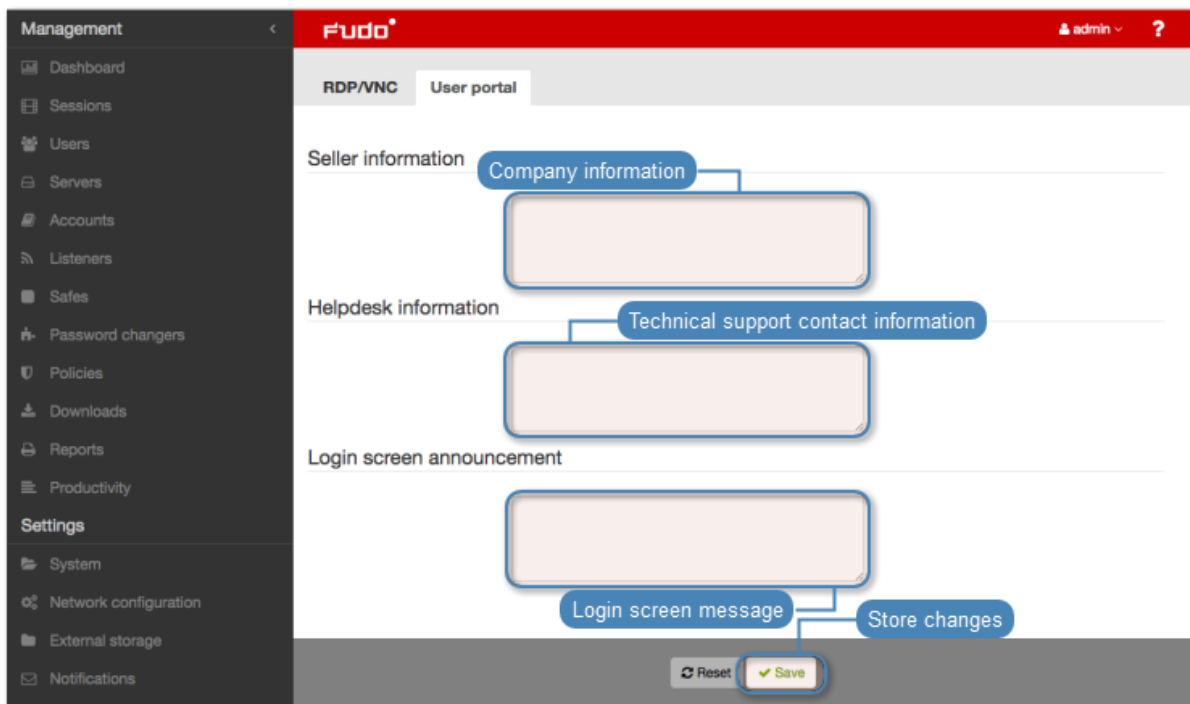 Management
Dashboard
Sessions
Users
Servers
Accounts
Listeners
Safes
Password changers
Policies
Downloads
Reports
Productivity
Settings
System
Network configuration
External storage
Notifications
FUDO
admin
?
RDP/VNC
User portal
Seller information
Company information
Helpdesk information
Technical support contact information
Login screen announcement
Login screen message
Store changes
Reset
Save